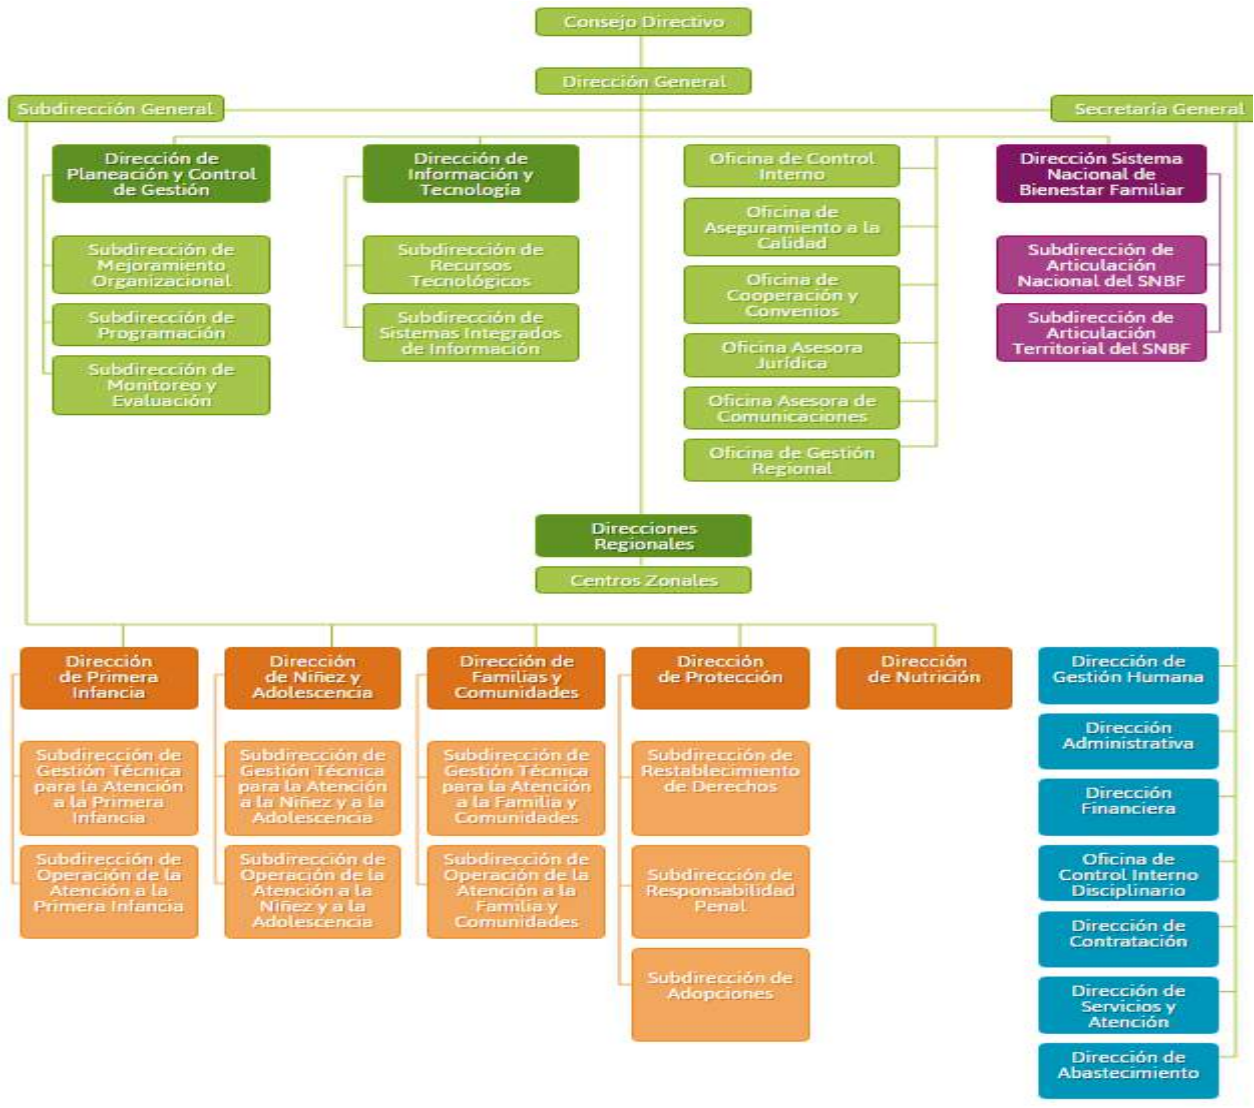 Consejo Directivo
Dirección General
Subdirección General
Secretaría General
Dirección de
Planeación y Control
de Gestión
Subdirección de
Mejoramiento
Organizacional
Subdirección de
Programación
Subdirección de
Monitoreo y
Evaluación
Dirección de
Información y
Tecnología
Subdirección de
Recursos
Tecnológicos
Subdirección de
Sistemas Integrados
de Información
Oficina de Control
Interno
Oficina de
Aseguramiento a la
Calidad
Oficina de
Cooperación y
Convenios
Oficina Asesora
Jurídica
Oficina Asesora de
Comunicaciones
Oficina de Gestión
Regional
Dirección Sistema
Nacional de
Bienestar Familiar
Subdirección de
Articulación
Nacional del SNBF
Subdirección de
Articulación
Territorial del SNBF
Direcciones
Regionales
Centros Zonales
Dirección
de Primera
Infancia
Subdirección de
Gestión Técnica
para la Atención
a la Primera
Infancia
Subdirección de
Operación de la
Atención a la
Primera Infancia
Dirección
de Niñez y
Adolescencia
Subdirección de
Gestión Técnica
para la Atención
a la Niñez y a la
Adolescencia
Subdirección de
Operación de la
Atención a la
Niñez y a la
Adolescencia
Dirección de
Familias y
Comunidades
Subdirección de
Gestión Técnica
para la Atención
a la Familia y
Comunidades
Subdirección de
Operación de la
Atención a la
Familia y
Comunidades
Dirección
de Protección
Subdirección de
Restablecimiento
de Derechos
Subdirección de
Responsabilidad
Penal
Subdirección de
Adopciones
Dirección
de Nutrición
Dirección de
Gestión Humana
Dirección
Administrativa
Dirección
Financiera
Oficina de
Control Interno
Disciplinario
Dirección de
Contratación
Dirección de
Servicios y
Atención
Dirección de
Abastecimiento